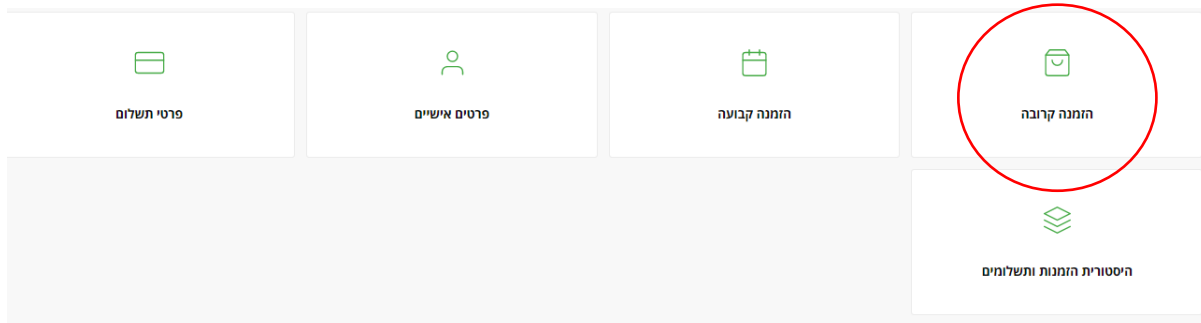 הזמנה קרובה
הזמנה קבועה
פרטים אישיים
פרטי תשלום
היסטורית הזמנות ותשלומים